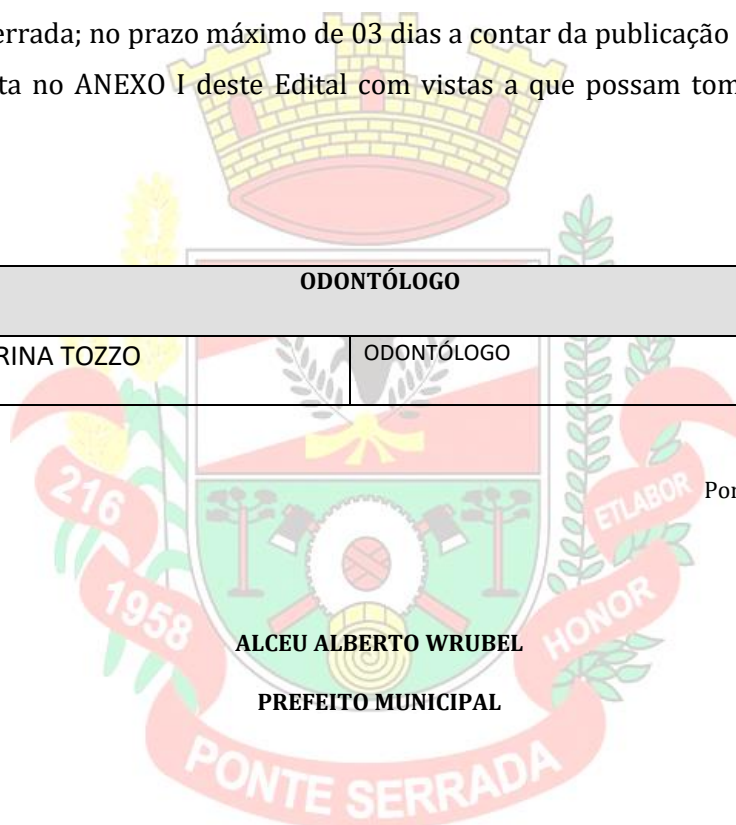 errada; no prazo máximo de 03 dias a contar da publicação
ta no ANEXO I deste Edital com vistas a que possam tom
ODONTÓLOGO
RINA TOZZO
ODONTÓLOGO
Por
ALCEU ALBERTO WRUBEL
PREFEITO MUNICIPAL
216
1958
ETLABOR
HONOR
PONTE SERRADA